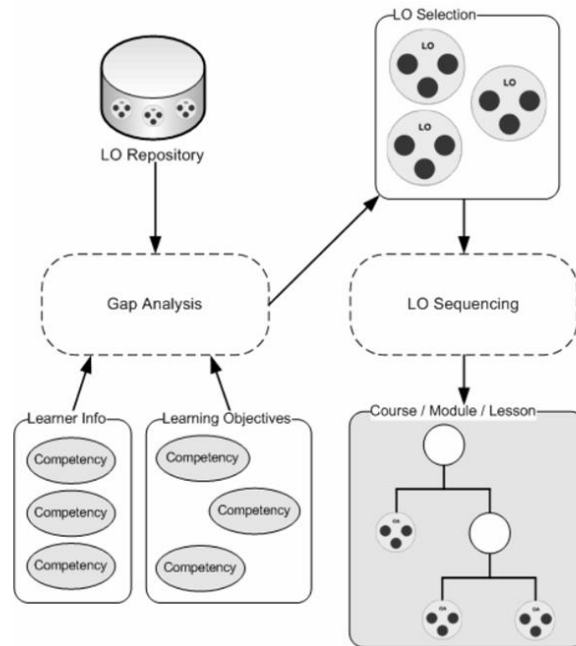 LO Selection
LO
LO
LO
LO Repository
Gap Analysis
LO Sequencing
Learner Info
Competency
Competency
Competency
Learning Objectives
Competency
Competency
Competency
Course / Module / Lesson